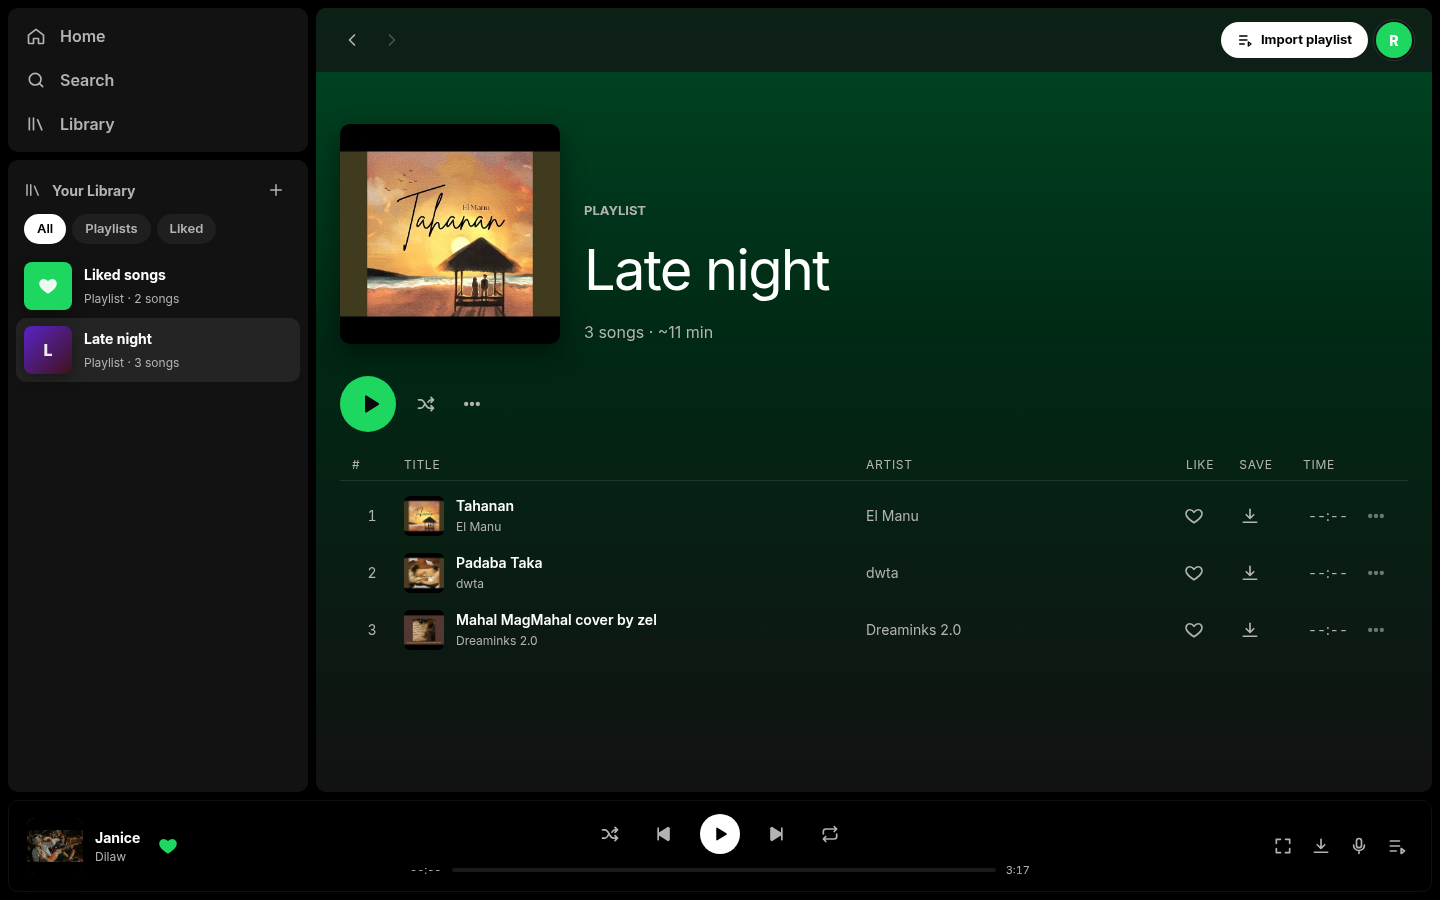 Home
Search
Library
Your Library
All Playlists Liked
Liked songs
Playlist · 2 songs
L
Late night
Playlist · 3 songs
Import playlist
R
El Manu
Tahanan
PLAYLIST
Late night
3 songs · ~11 min
# TITLE ARTIST LIKE SAVE TIME
1 Tahanan El Manu --:--
El Manu
2 Padaba Taka dwta --:--
dwta
3 Mahal MagMahal cover by zel Dreaminks 2.0 --:--
Dreaminks 2.0
Janice
Dilaw
--:-- 3:17